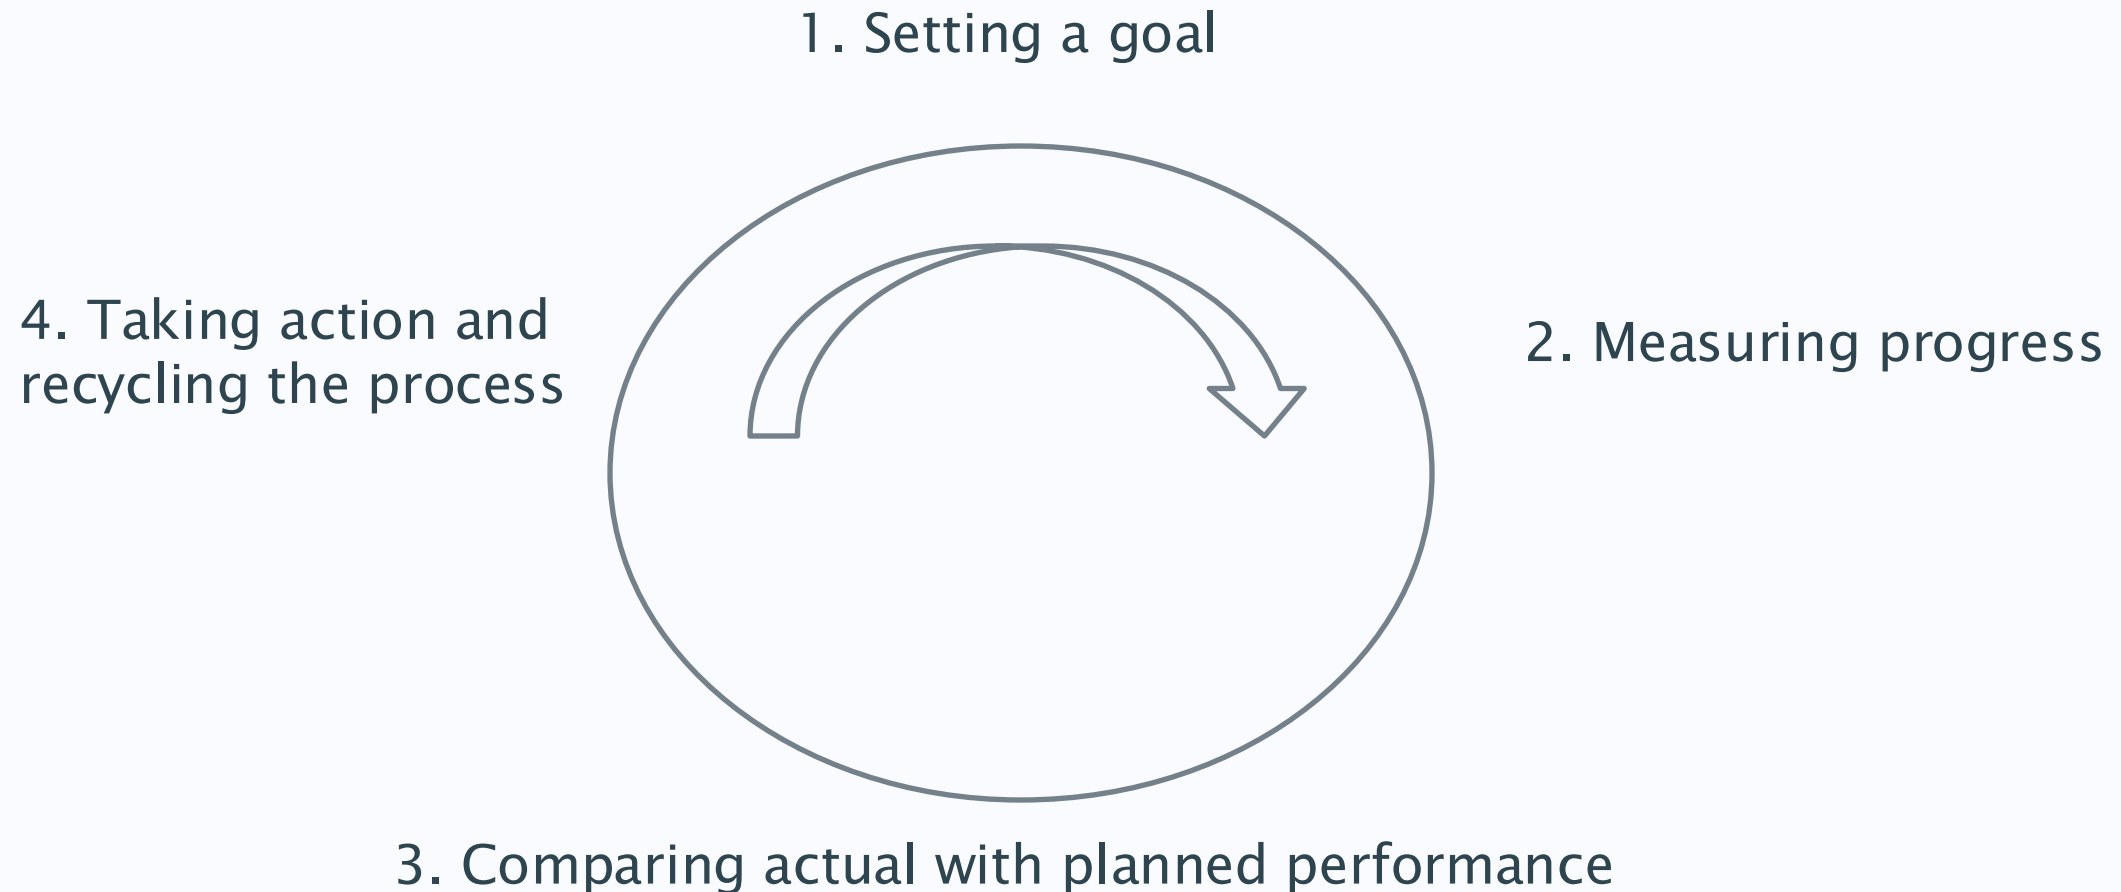 1. Setting a goal
2. Measuring progress
3. Comparing actual with planned performance
4. Taking action and
recycling the process